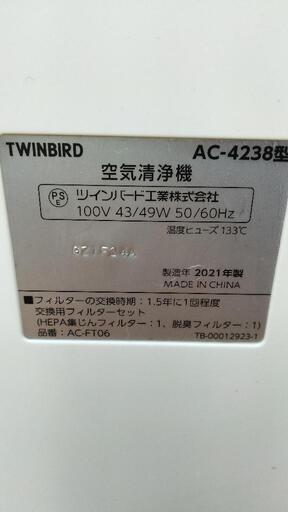 TWINBIRD AC-4238型
空気清浄機
PSE ツインバード工業株式会社
100V 43/49W 50/60Hz
温度ヒューズ 133℃
製造年 2021年製
MADE IN CHINA
■フィルターの交換時期：1.5年に1回程度
交換用フィルターセット
(HEPA集じんフィルター：1、脱臭フィルター：1)
品番：AC-FT06
TB-00012923-1